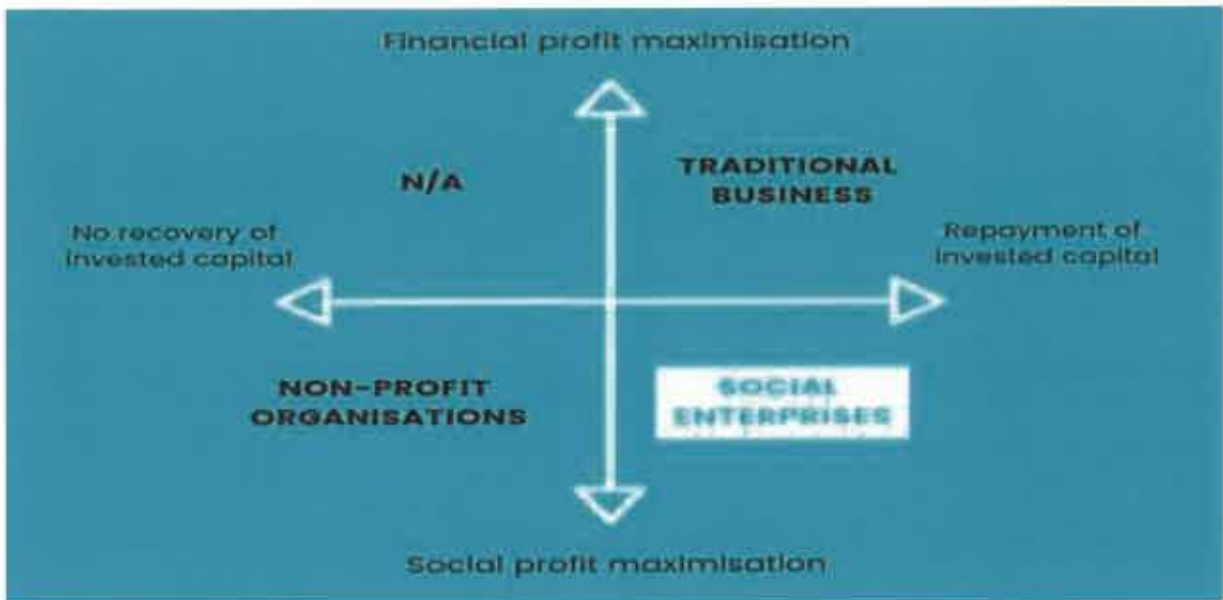 Financial profit maximisation
N/A
TRADITIONAL
BUSINESS
No recovery of
invested capital
Repayment of
invested capital
NON-PROFIT
ORGANISATIONS
SOCIAL
ENTERPRISES
Social profit maximisation